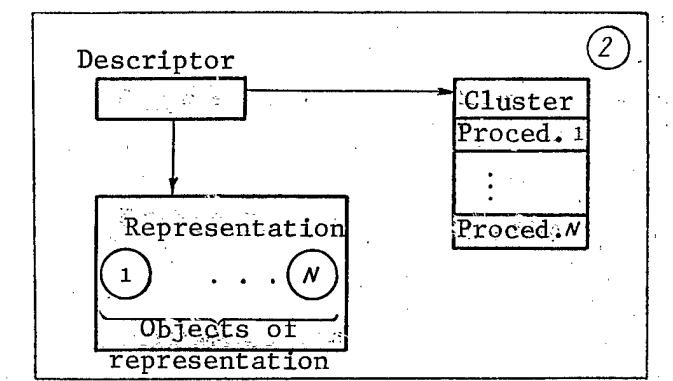 2
Descriptor
Cluster
Proced. 1
⋮
Proced. N
Representation
1 . . . N
Objects of
representation